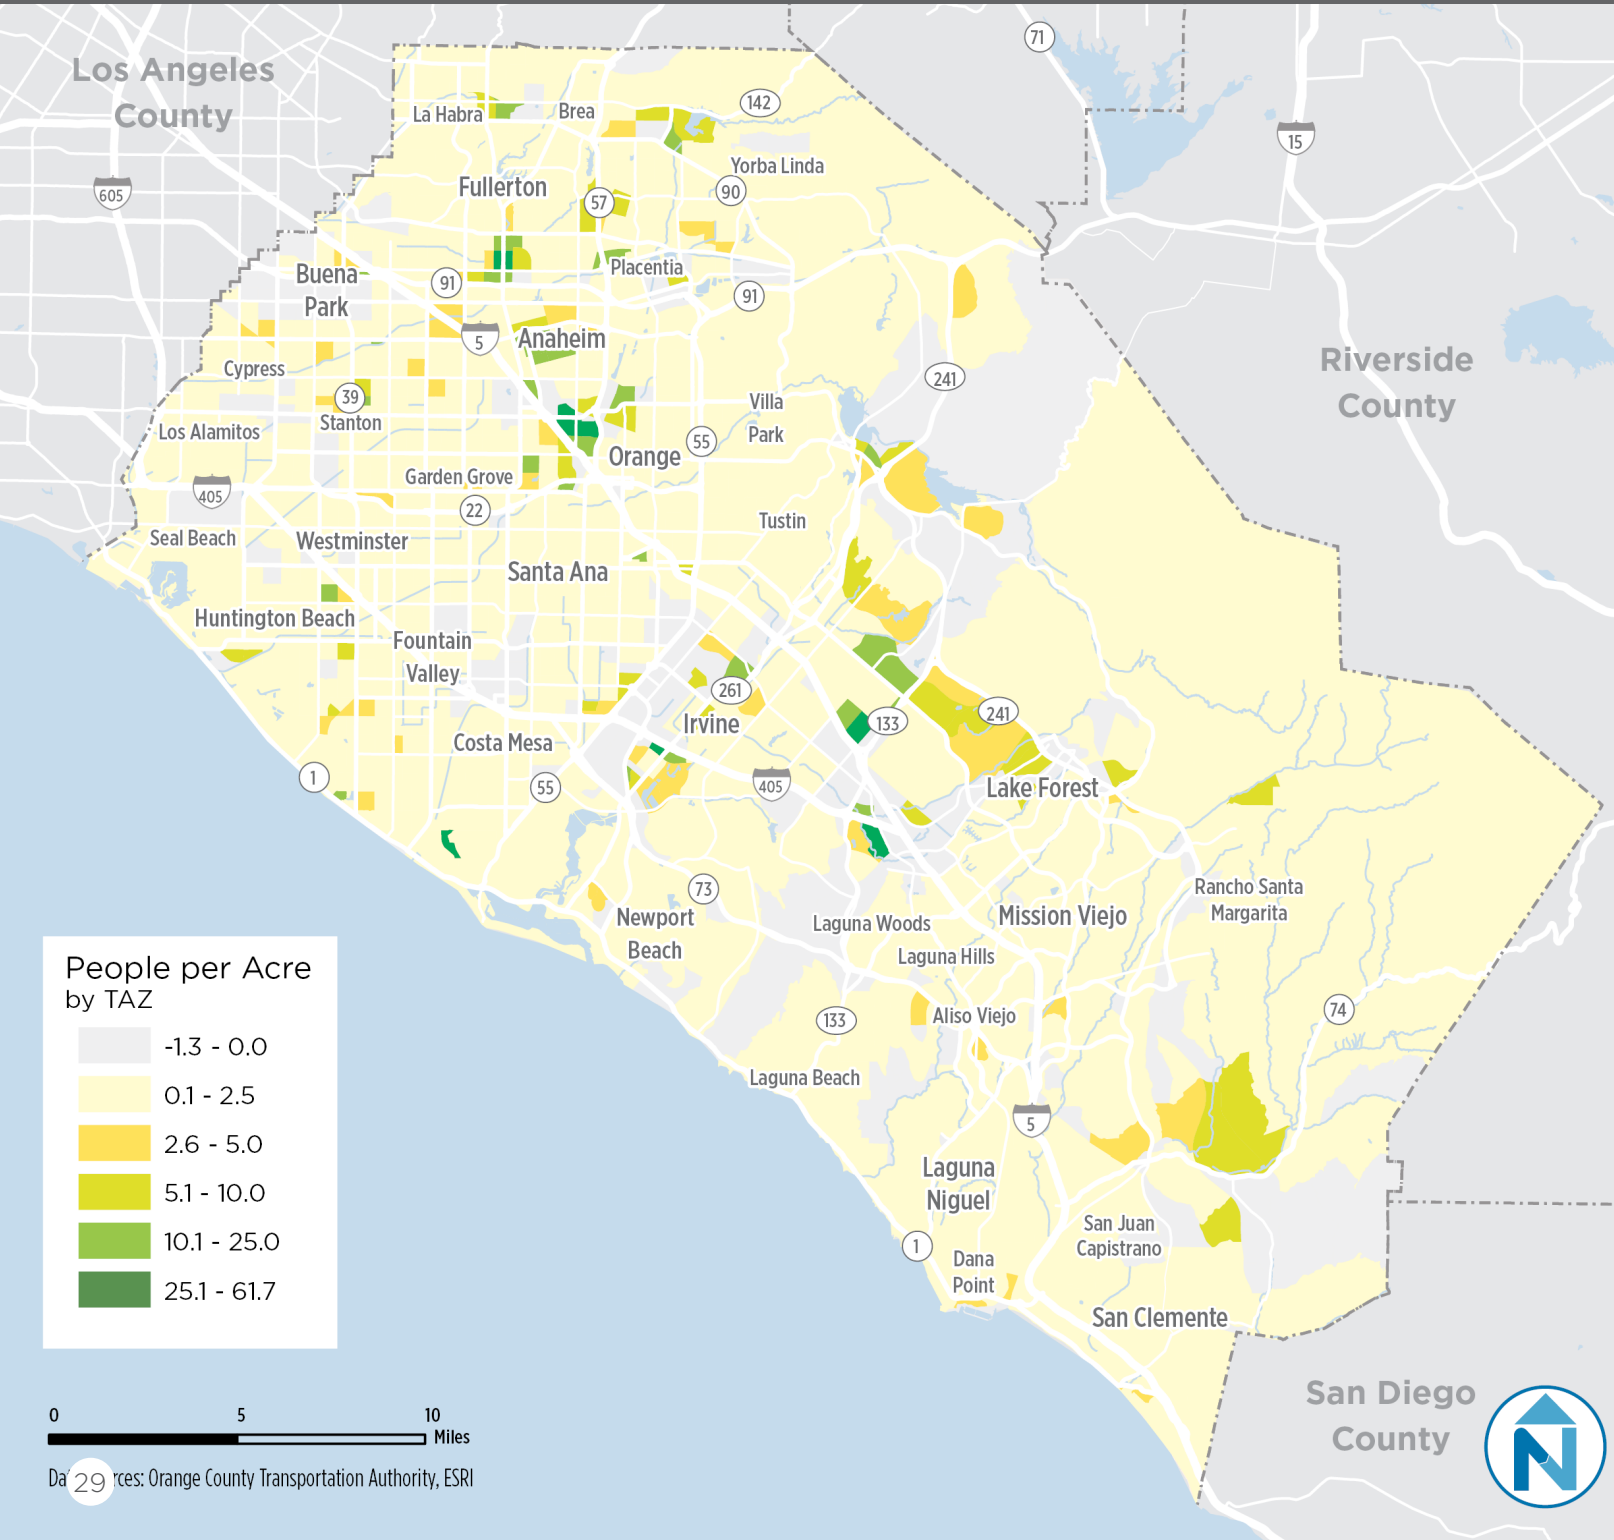 Los Angeles
County
71
142
La Habra
Brea
15
Yorba Linda
605
Fullerton
90
57
Buena
Park
91
Placentia
91
5
Anaheim
Riverside
County
Cypress
241
39
Stanton
Villa
Park
Los Alamitos
55
Orange
Garden Grove
405
22
Tustin
Seal Beach
Westminster
Santa Ana
Huntington Beach
Fountain
Valley
261
Irvine
133
241
Costa Mesa
1
55
405
Lake Forest
73
Rancho Santa
Margarita
Newport
Beach
Laguna Woods
Mission Viejo
Laguna Hills
133
Aliso Viejo
74
Laguna Beach
5
Laguna
Niguel
San Juan
Capistrano
1
Dana
Point
San Clemente
San Diego
County
People per Acre
by TAZ
-1.3 - 0.0
0.1 - 2.5
2.6 - 5.0
5.1 - 10.0
10.1 - 25.0
25.1 - 61.7
0 5 10
Miles
29
rces: Orange County Transportation Authority, ESRI
N